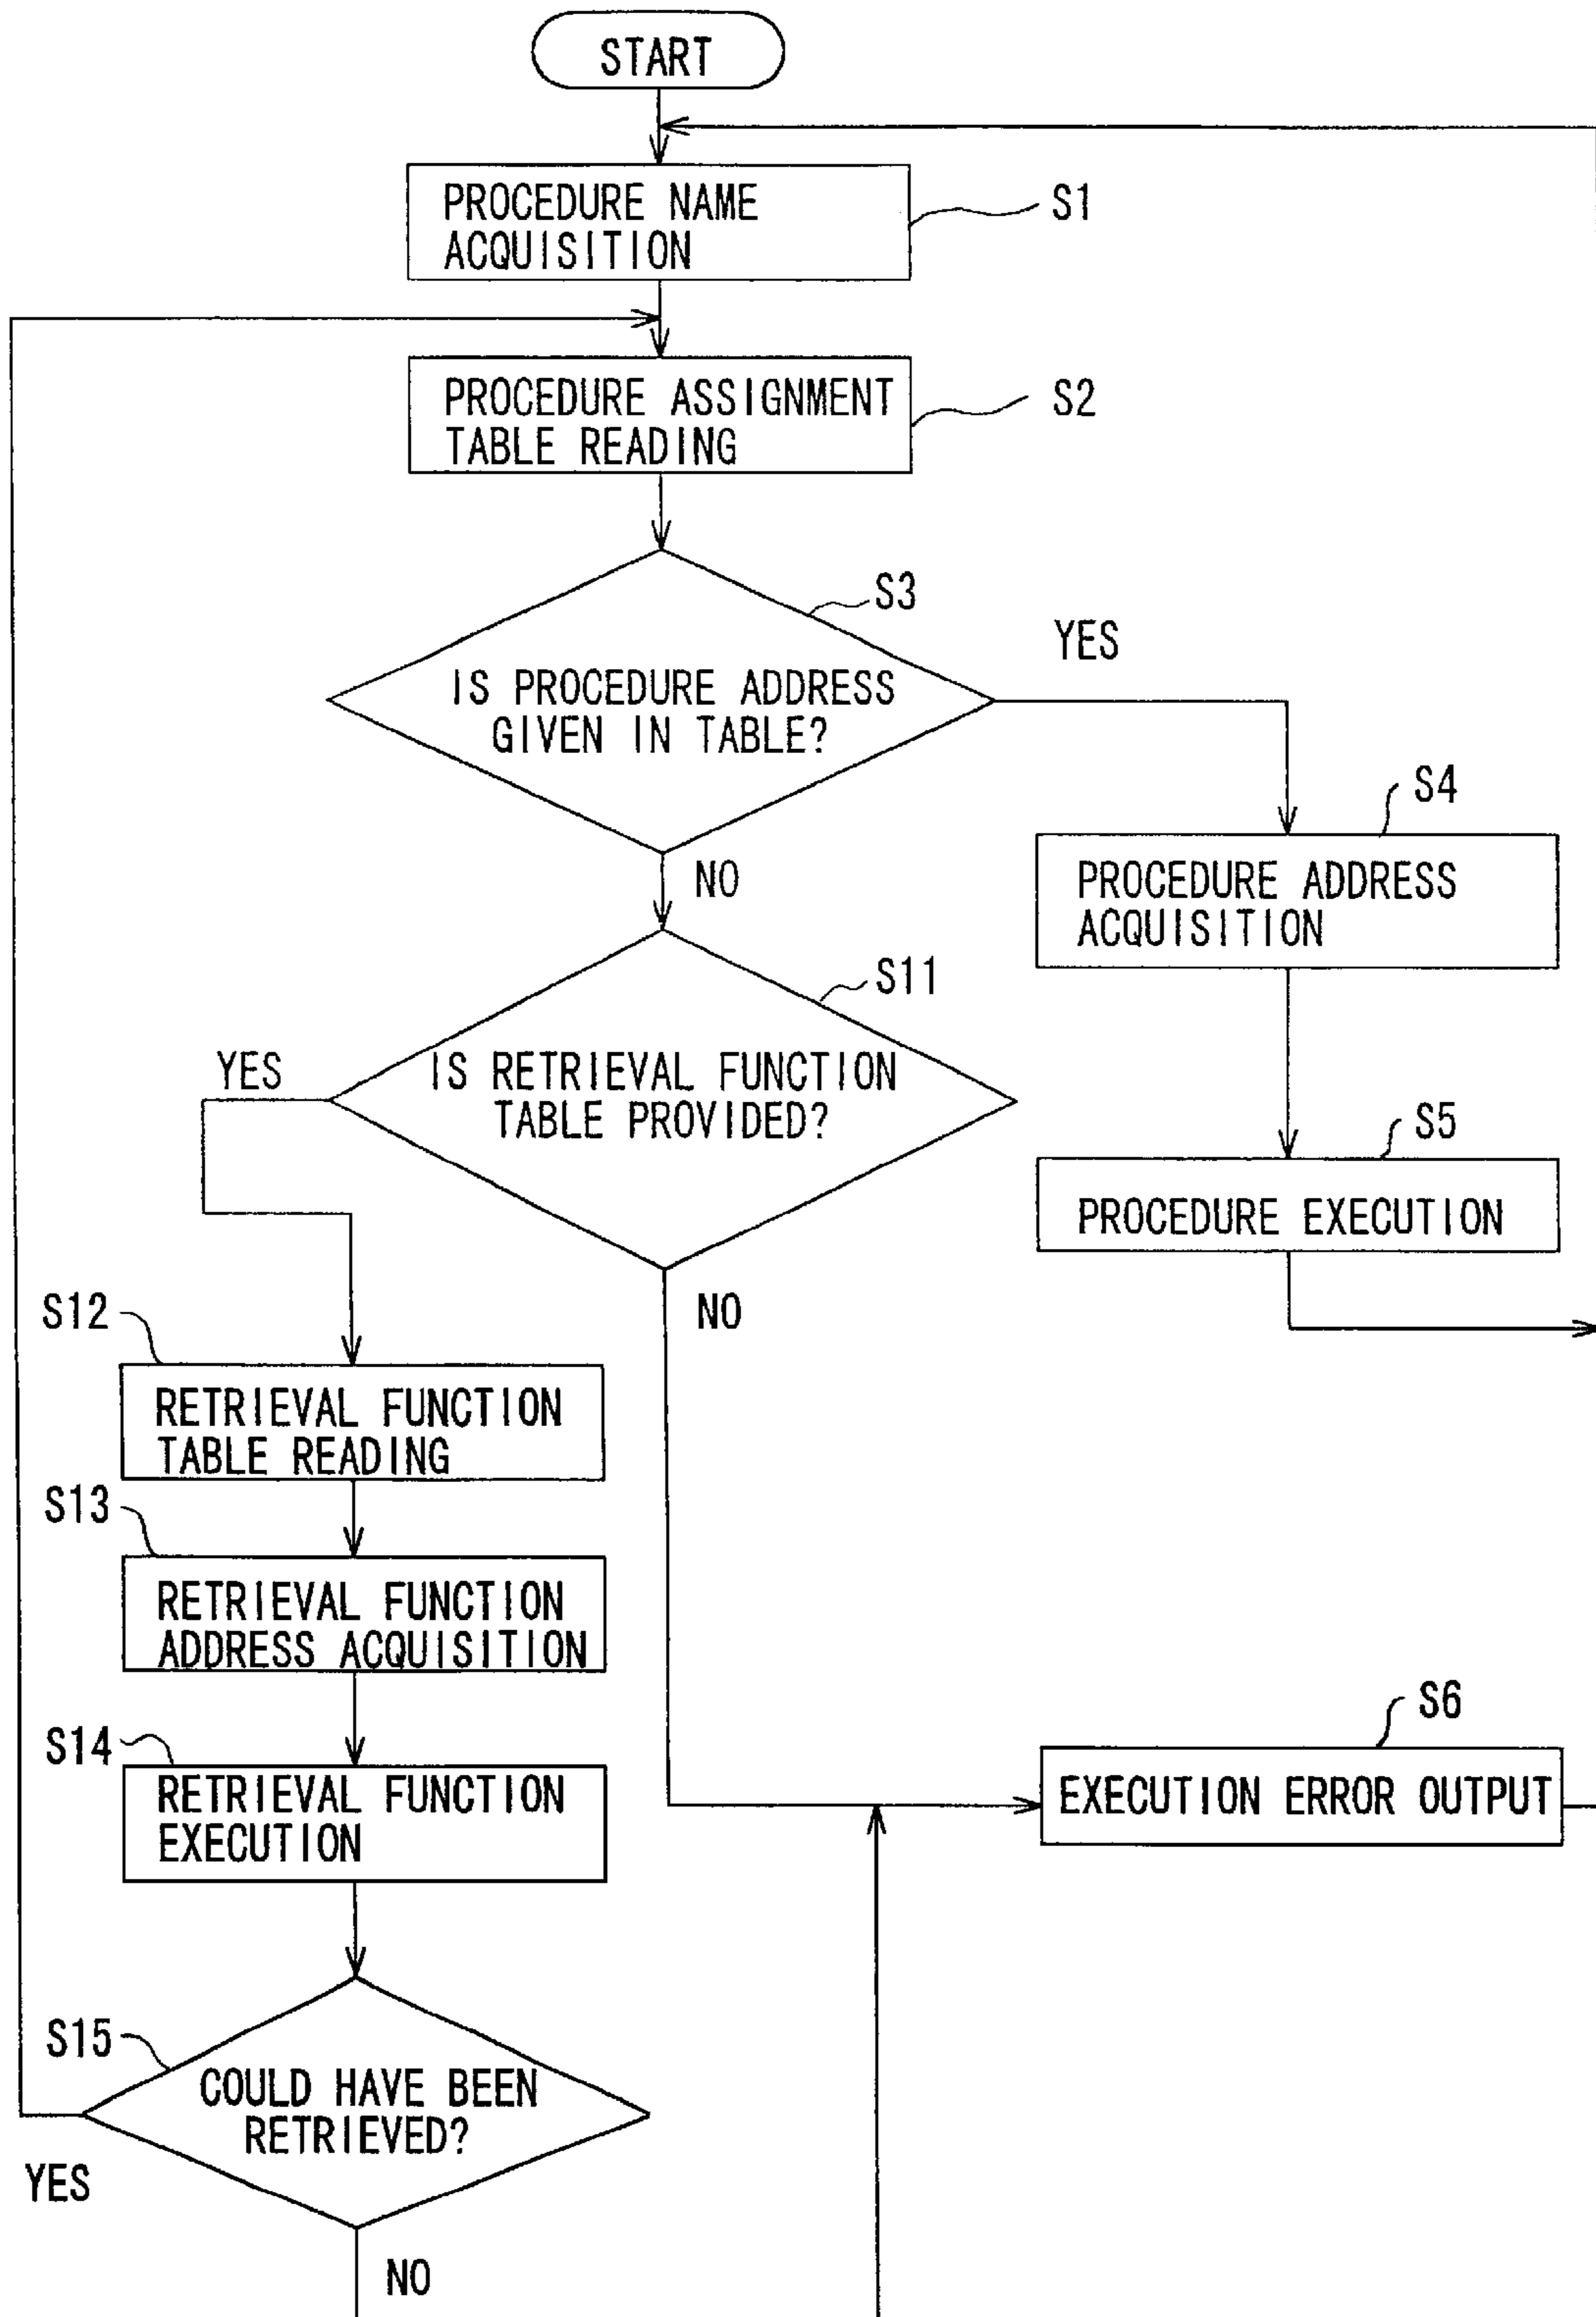 START
PROCEDURE NAME
ACQUISITION
S1
PROCEDURE ASSIGNMENT
TABLE READING
S2
S3
YES
IS PROCEDURE ADDRESS
GIVEN IN TABLE?
S4
NO
PROCEDURE ADDRESS
ACQUISITION
S11
YES
IS RETRIEVAL FUNCTION
TABLE PROVIDED?
S5
PROCEDURE EXECUTION
S12
NO
RETRIEVAL FUNCTION
TABLE READING
S13
RETRIEVAL FUNCTION
ADDRESS ACQUISITION
S6
S14
RETRIEVAL FUNCTION
EXECUTION
EXECUTION ERROR OUTPUT
S15
COULD HAVE BEEN
RETRIEVED?
YES
NO